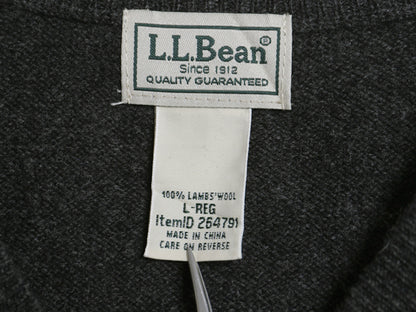 L.L.Bean®
Since 1912
QUALITY GUARANTEED
100% LAMBS' WOOL
L-REG
ItemID 264791
MADE IN CHINA
CARE ON REVERSE